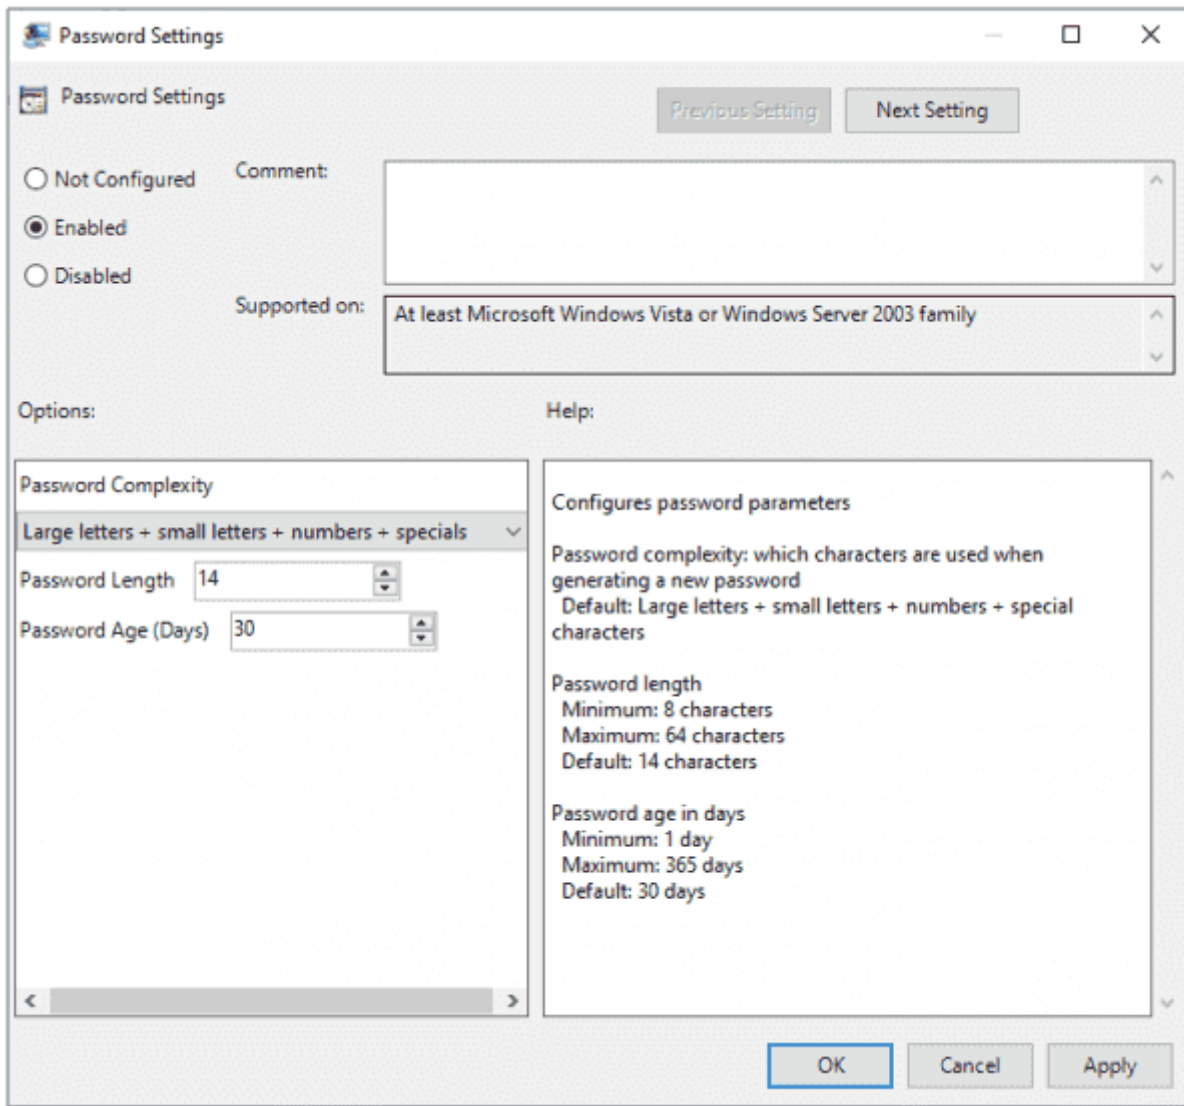 Password Settings
Password Settings
Previous Setting
Next Setting
Not Configured
Comment:
Enabled
Disabled
Supported on:
At least Microsoft Windows Vista or Windows Server 2003 family
Options:
Help:
Password Complexity
Large letters + small letters + numbers + specials
Password Length 14
Password Age (Days) 30
Configures password parameters
Password complexity: which characters are used when
generating a new password
Default: Large letters + small letters + numbers + special
characters
Password length
Minimum: 8 characters
Maximum: 64 characters
Default: 14 characters
Password age in days
Minimum: 1 day
Maximum: 365 days
Default: 30 days
OK
Cancel
Apply